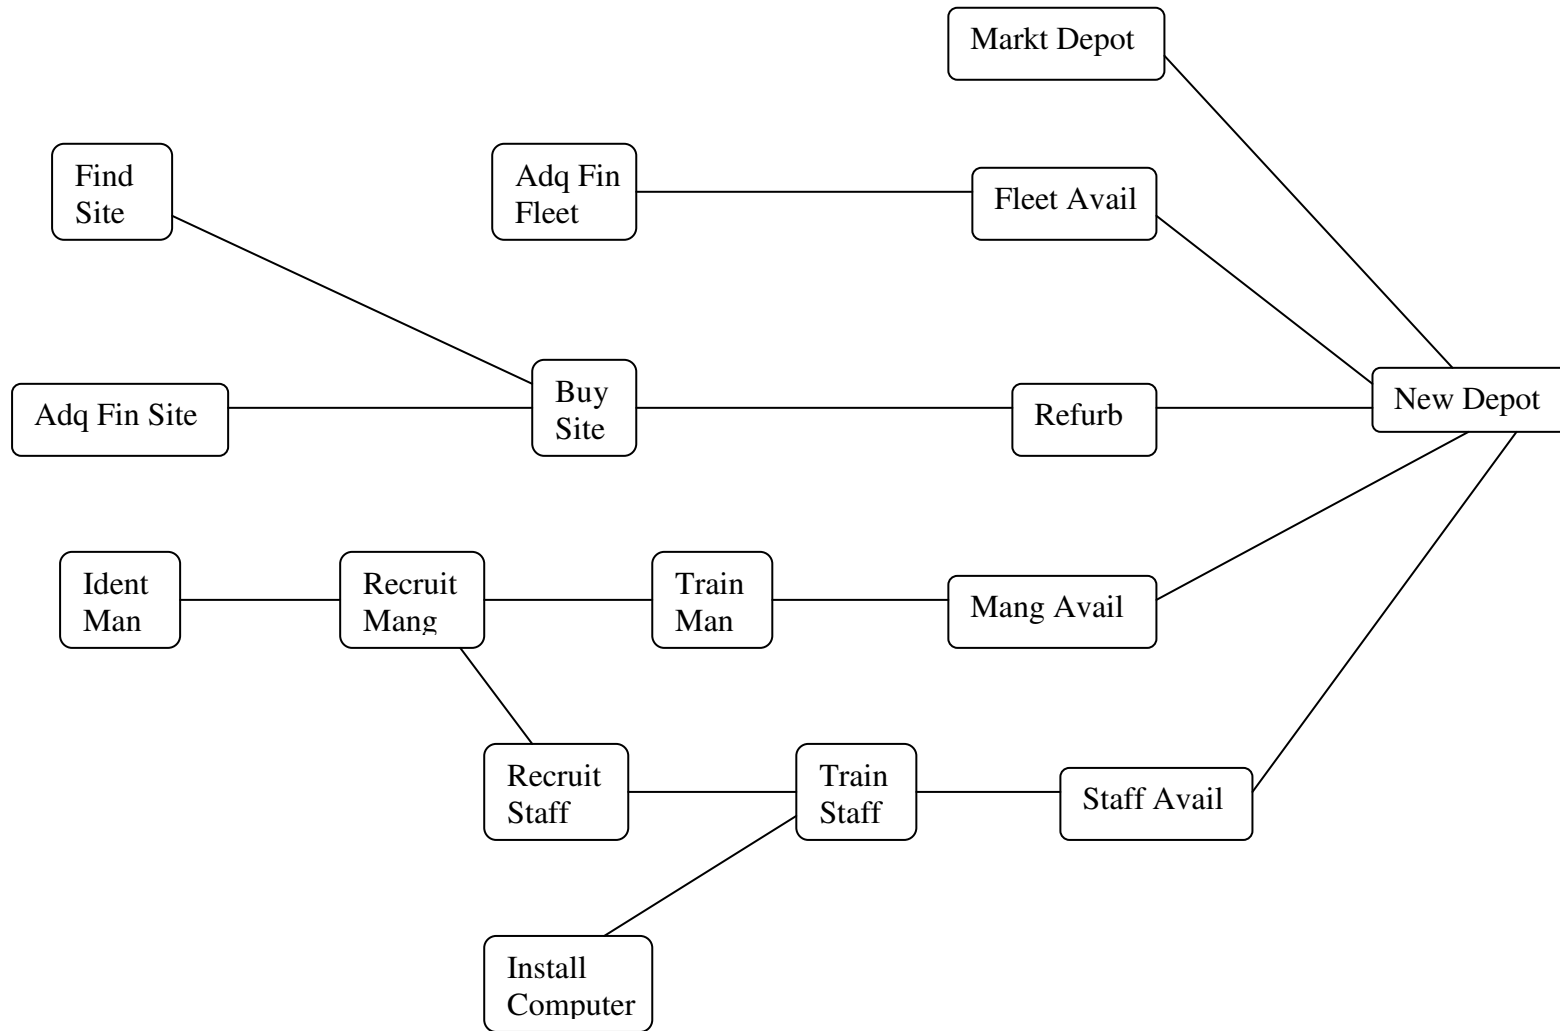 Markt Depot
Find
Site
Adq Fin
Fleet
Fleet Avail
Adq Fin Site
Buy
Site
Refurb
New Depot
Ident
Man
Recruit
Mang
Train
Man
Mang Avail
Recruit
Staff
Train
Staff
Staff Avail
Install
Computer